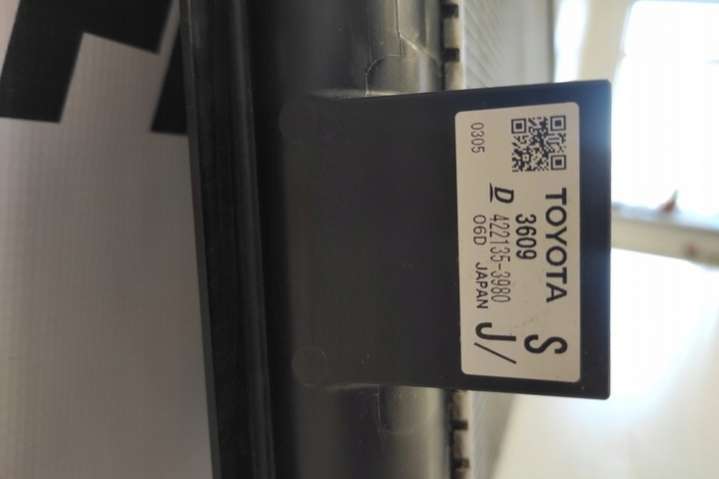 TOYOTA S
3609 J/
D 422135-3980
06D JAPAN
0305